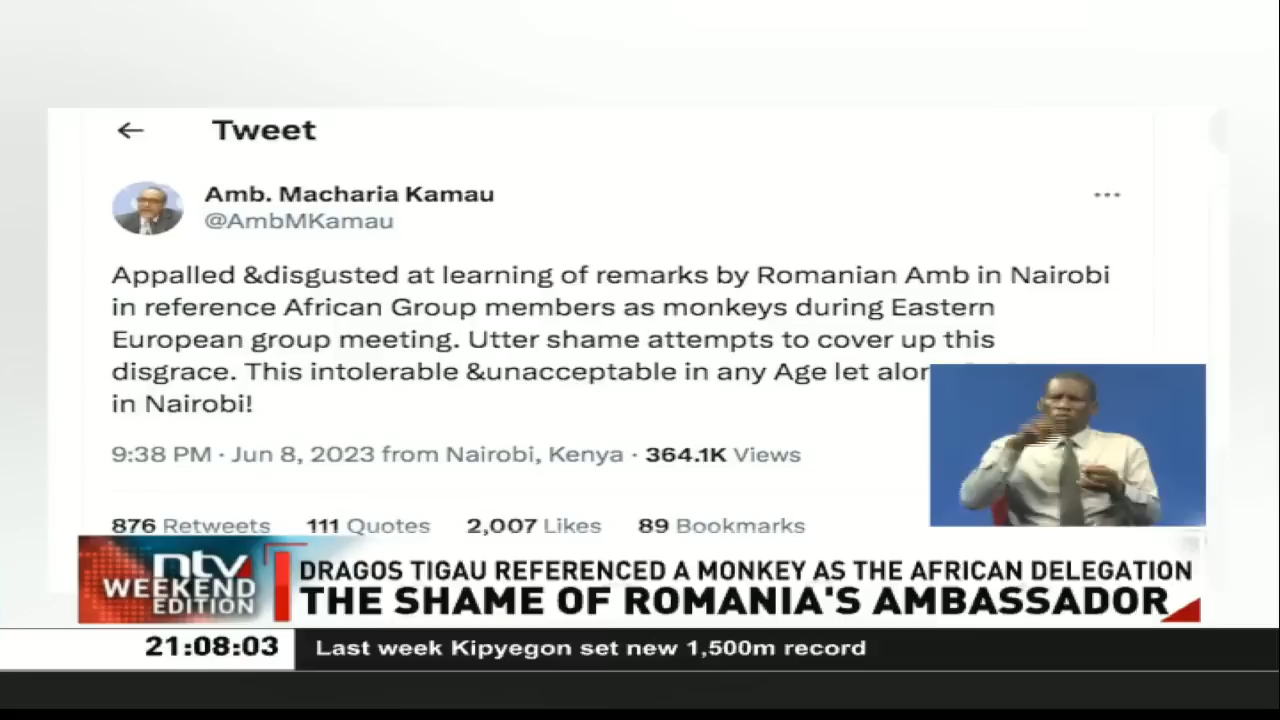 Tweet
Amb. Macharia Kamau
@AmbMKamau
Appalled &disgusted at learning of remarks by Romanian Amb in Nairobi
in reference African Group members as monkeys during Eastern
European group meeting. Utter shame attempts to cover up this
disgrace. This intolerable &unacceptable in any Age let
in Nairobi!
9:38 PM · Jun 8, 2023 from Nairobi, Kenya · 364.1K Views
876 Retweets 111 Quotes 2,007 Likes 89 Bookmarks
ntv
WEEKEND
EDITION
DRAGOS TIGAU REFERENCED A MONKEY AS THE AFRICAN DELEGATION
THE SHAME OF ROMANIA'S AMBASSADOR
21:08:03
Last week Kipyegon set new 1,500m record